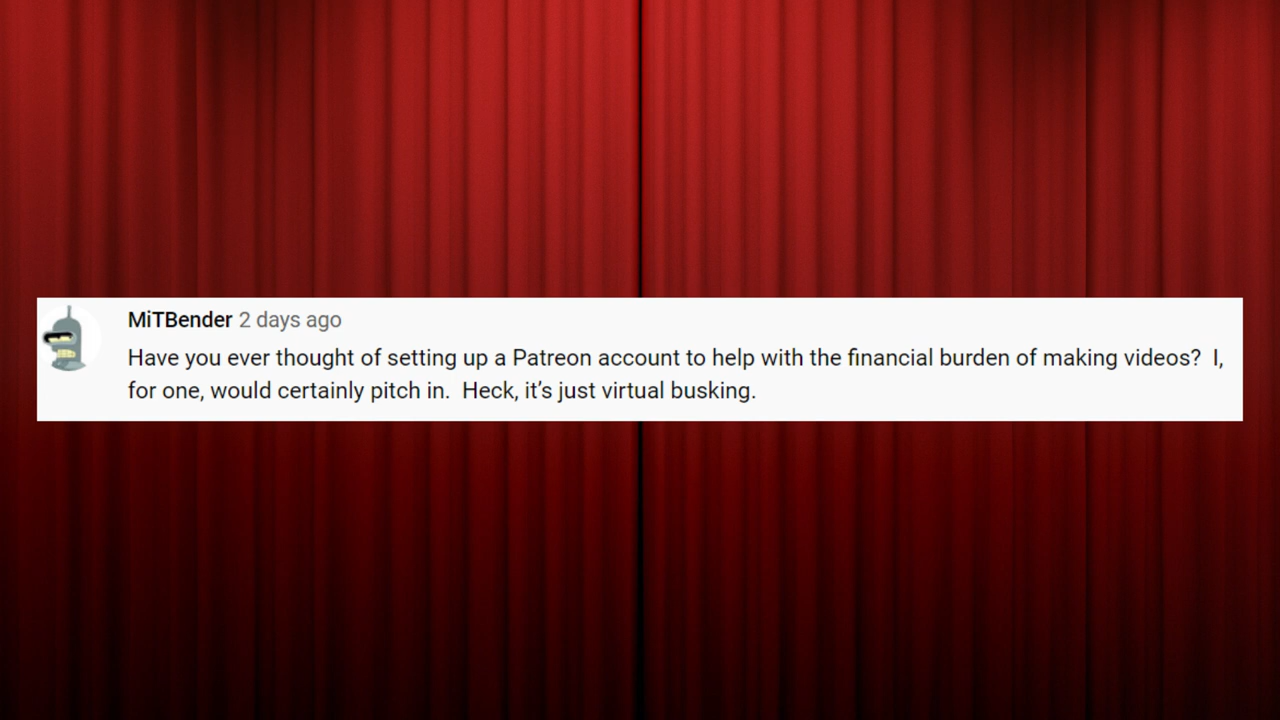 MiTBender 2 days ago
Have you ever thought of setting up a Patreon account to help with the financial burden of making videos?  I,
for one, would certainly pitch in.  Heck, it’s just virtual busking.